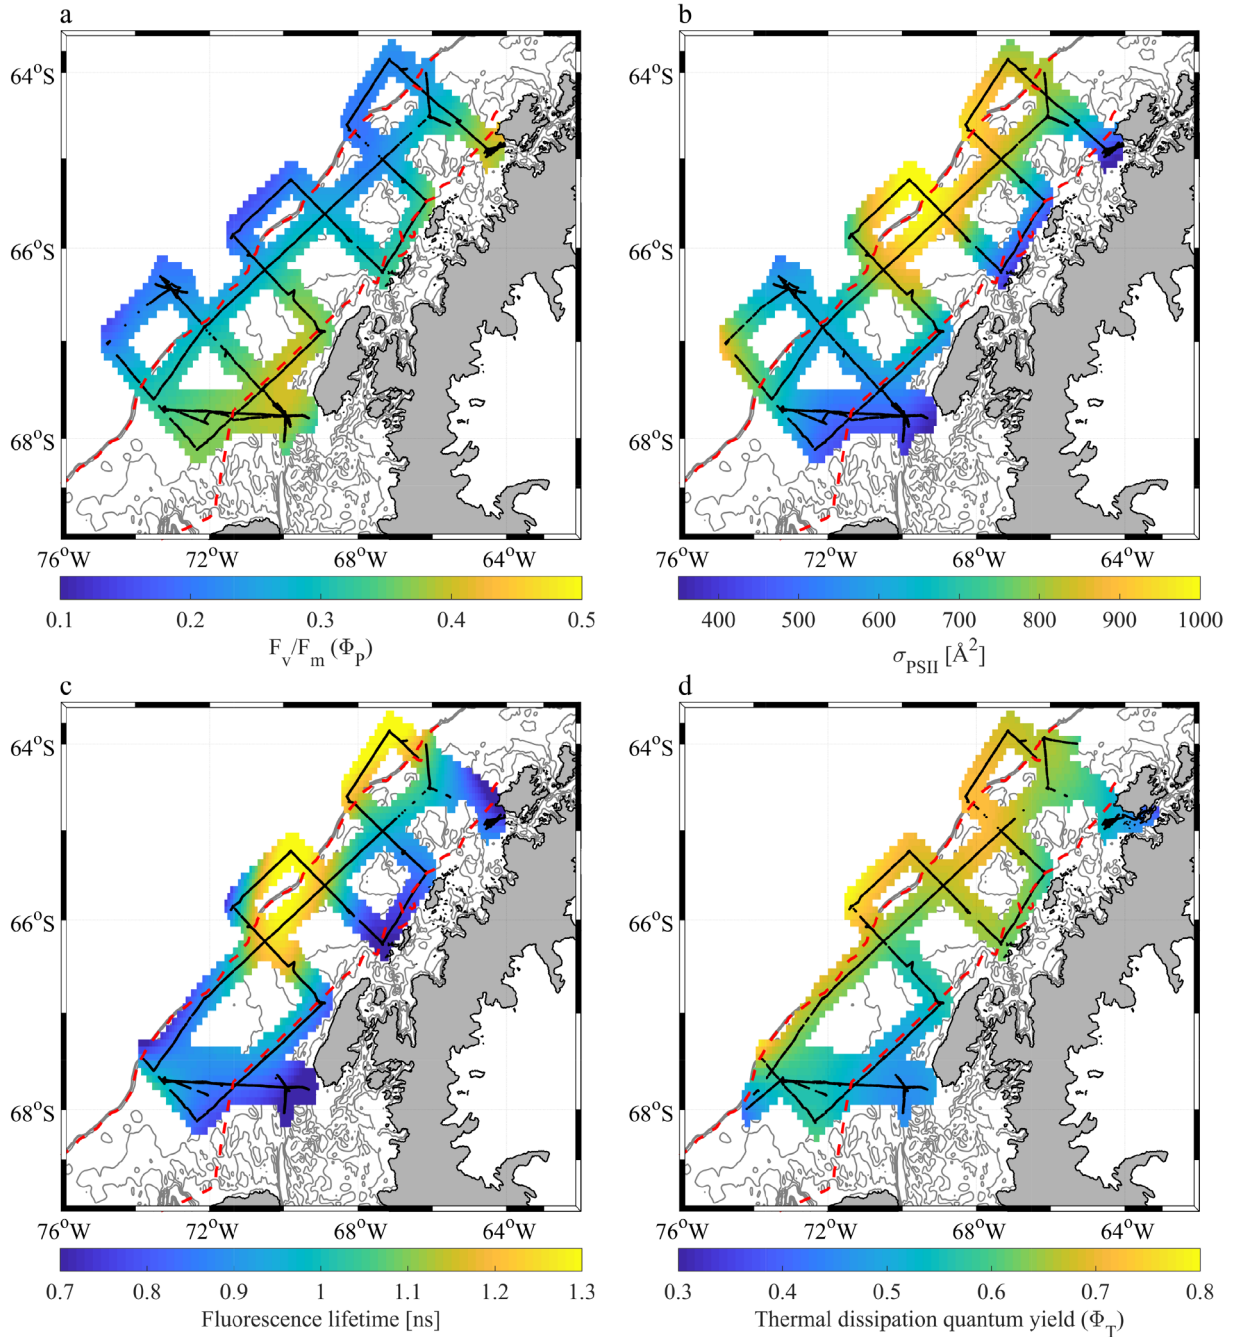 a
b
64°S
66°S
68°S
76°W
72°W
68°W
64°W
64°S
66°S
68°S
76°W
72°W
68°W
64°W
0.1 0.2 0.3 0.4 0.5
Fv/Fm (ΦP)
400 500 600 700 800 900 1000
σPSII [Å²]
c
d
64°S
66°S
68°S
76°W
72°W
68°W
64°W
64°S
66°S
68°S
76°W
72°W
68°W
64°W
0.7 0.8 0.9 1 1.1 1.2 1.3
Fluorescence lifetime [ns]
0.3 0.4 0.5 0.6 0.7 0.8
Thermal dissipation quantum yield (ΦT)